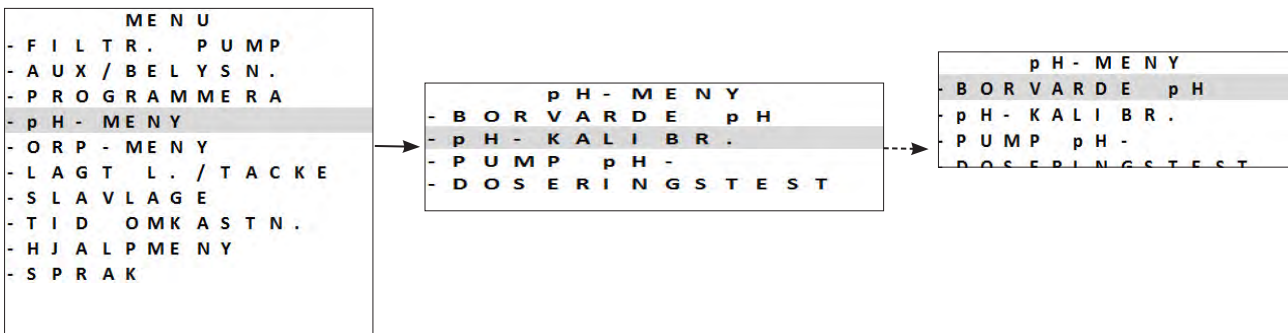 MENU
- FILTR. PUMP
- AUX/BELYSN.
- PROGRAMMERA
- pH- MENY
- ORP-MENY
- LAGT L./TACKE
- SLAVLAGE
- TID OMKASTN.
- HJALPMENY
- SPRAK
pH- MENY
- BORVARDE pH
- pH- KALIBR.
- PUMP pH-
- DOSERINGSTEST
pH- MENY
- BORVARDE pH
- pH- KALIBR.
- PUMP pH-
- DOSERINGSTEST